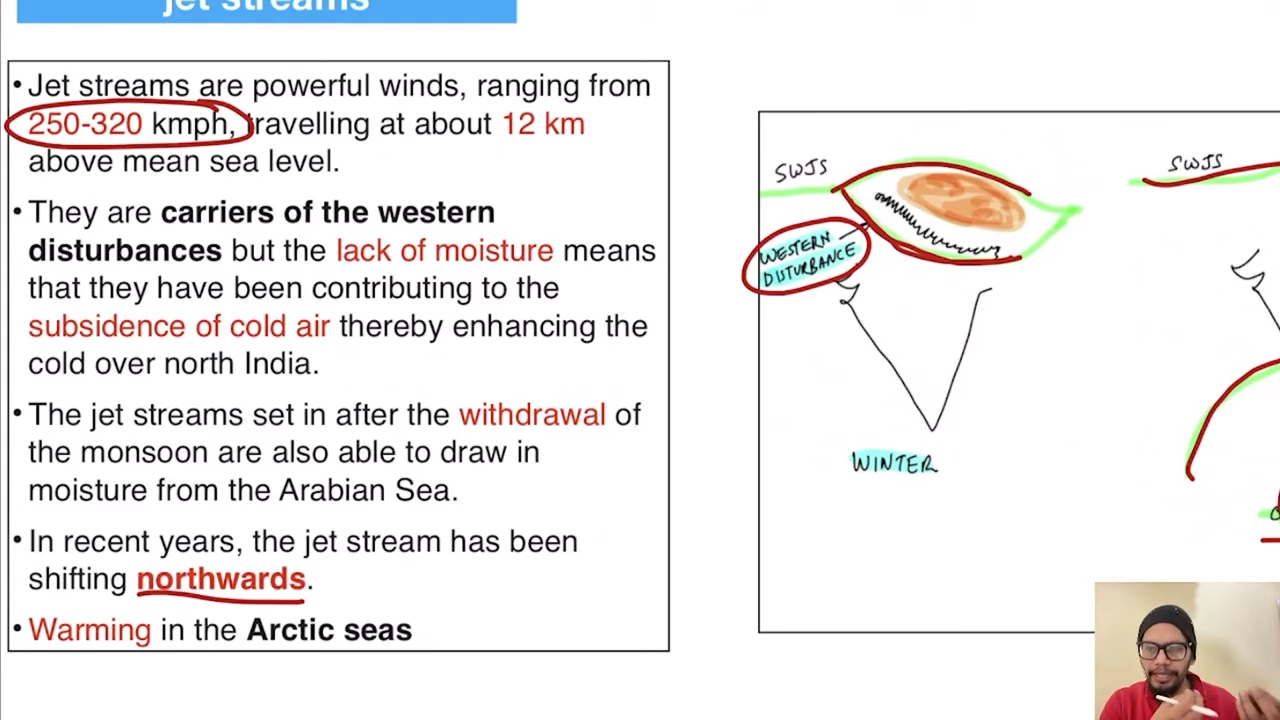 jet streams
• Jet streams are powerful winds, ranging from
250-320 kmph, travelling at about 12 km
above mean sea level.
• They are carriers of the western
disturbances but the lack of moisture means
that they have been contributing to the
subsidence of cold air thereby enhancing the
cold over north India.
• The jet streams set in after the withdrawal of
the monsoon are also able to draw in
moisture from the Arabian Sea.
• In recent years, the jet stream has been
shifting northwards.
• Warming in the Arctic seas
SWJS
WESTERN
DISTURBANCE
WINTER
SWJS